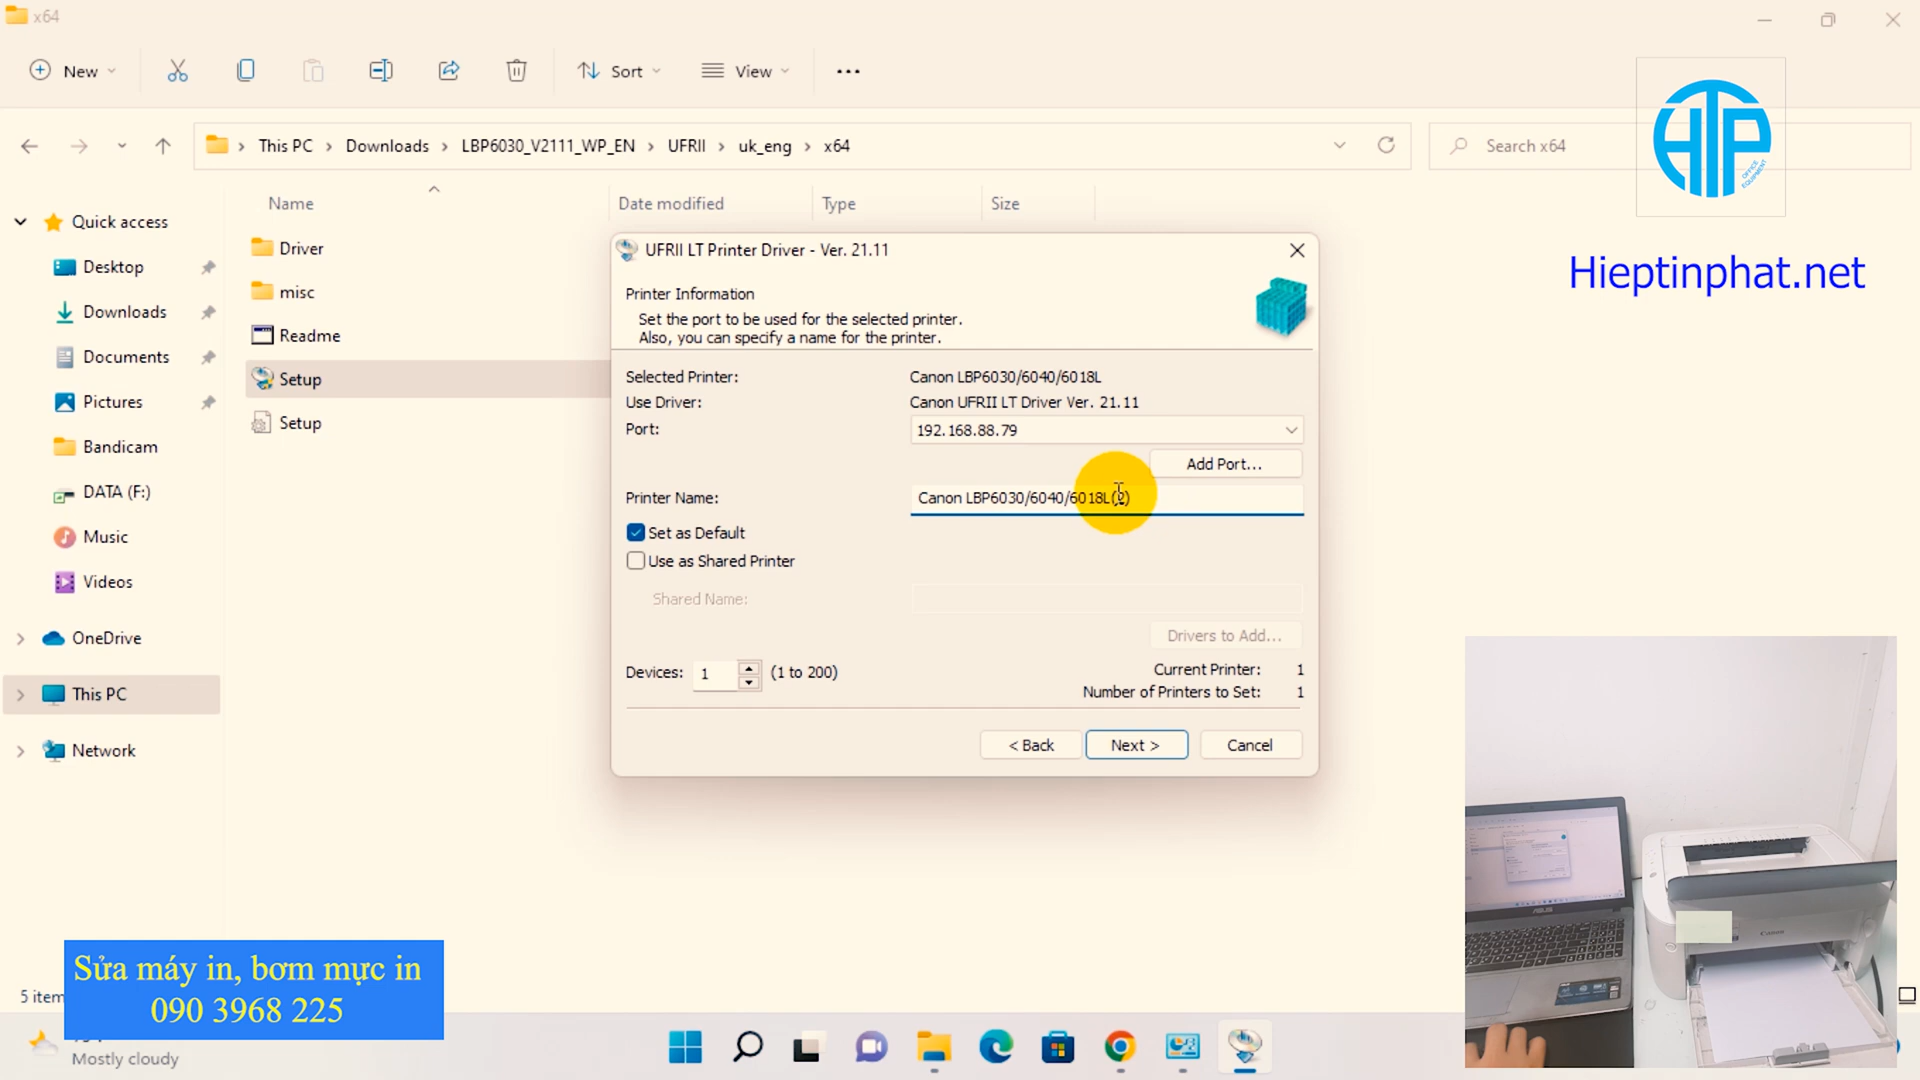 x64
New
Sort
View
This PC
Downloads
LBP6030_V2111_WP_EN
UFRII
uk_eng
x64
Search x64
HTP
OFFICE EQUIPMENT
Hieptinphat.net
Name
Date modified
Type
Size
Quick access
Desktop
Downloads
Documents
Pictures
Bandicam
DATA (F:)
Music
Videos
OneDrive
This PC
Network
Driver
misc
Readme
Setup
Setup
UFRII LT Printer Driver - Ver. 21.11
Printer Information
Set the port to be used for the selected printer.
Also, you can specify a name for the printer.
Selected Printer: Canon LBP6030/6040/6018L
Use Driver: Canon UFRII LT Driver Ver. 21.11
Port: 192.168.88.79
Add Port...
Printer Name: Canon LBP6030/6040/6018L(2)
Set as Default
Use as Shared Printer
Shared Name:
Drivers to Add...
Devices: 1 (1 to 200)
Current Printer: 1
Number of Printers to Set: 1
< Back
Next >
Cancel
5 item
Sửa máy in, bơm mực in
090 3968 225
Mostly cloudy
ASUS
Canon